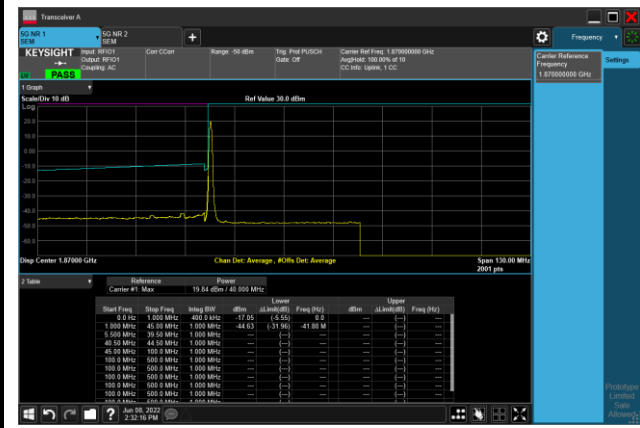 Transceiver A
5G NR 1
SEM
5G NR 2
SEM
Frequency
KEYSIGHT
PASS
Input: RFIO1
Output: RFIO1
Coupling: AC
Corr CCorr
Range: -50 dBm
Trig: Prot PUSCH
Gate: Off
Carrier Ref Freq: 1.870000000 GHz
Avg|Hold: 100.00% of 10
CC Info: Uplink, 1 CC
Carrier Reference
Frequency
1.870000000 GHz
Settings
1 Graph
Scale/Div 10 dB
Ref Value 30.0 dBm
Log
20.0
10.0
0.00
-10.0
-20.0
-30.0
-40.0
-50.0
-60.0
Disp Center 1.87000 GHz
Chan Det: Average, #Offs Det: Average
Span 130.00 MHz
2001 pts
2 Table
Reference Power
Carrier #1: Max 19.84 dBm / 40.000 MHz
Lower Upper
Start Freq Stop Freq Integ BW dBm ΔLimit(dB) Freq (Hz) dBm ΔLimit(dB) Freq (Hz)
0.0 Hz 1.000 MHz 400.0 kHz -17.05 (-5.55) 0.0 --- (---) ---
1.000 MHz 45.00 MHz 1.000 MHz -44.63 (-31.96) -41.80 M --- (---) ---
5.500 MHz 39.50 MHz 1.000 MHz --- (---) --- --- (---) ---
40.50 MHz 44.50 MHz 1.000 MHz --- (---) --- --- (---) ---
45.00 MHz 100.0 MHz 1.000 MHz --- (---) --- --- (---) ---
100.0 MHz 500.0 MHz 1.000 MHz --- (---) --- --- (---) ---
100.0 MHz 500.0 MHz 1.000 MHz --- (---) --- --- (---) ---
100.0 MHz 500.0 MHz 1.000 MHz --- (---) --- --- (---) ---
100.0 MHz 500.0 MHz 1.000 MHz --- (---) --- --- (---) ---
Jun 08, 2022
2:32:16 PM
Prototype
Limited
Sale
Allowed